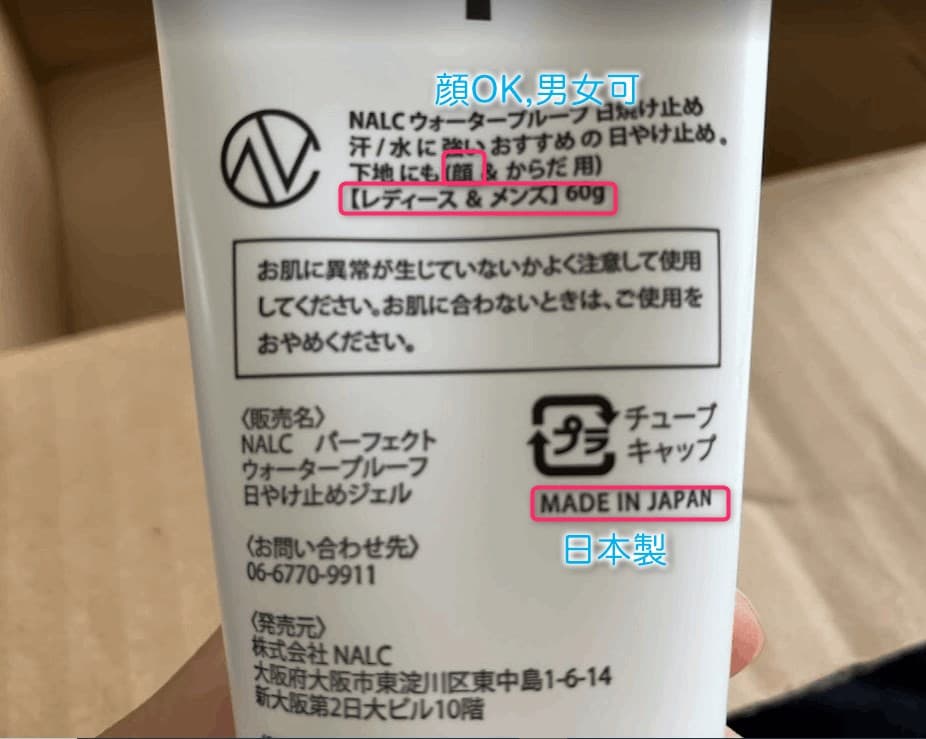 顔OK,男女可
NALCウォータープルーフ 日焼け止め
汗/水に強い おすすめの 日やけ止め。
下地にも(顔 & からだ用)
【レディース & メンズ】60g
お肌に異常が生じていないかよく注意して使用
してください。お肌に合わないときは、ご使用を
おやめください。
〈販売名〉
NALC パーフェクト
ウォータープルーフ
日やけ止めジェル
プラ
チューブ
キャップ
MADE IN JAPAN
日本製
〈お問い合わせ先〉
06-6770-9911
〈発売元〉
株式会社 NALC
大阪府大阪市東淀川区東中島1-6-14
新大阪第2日大ビル10階